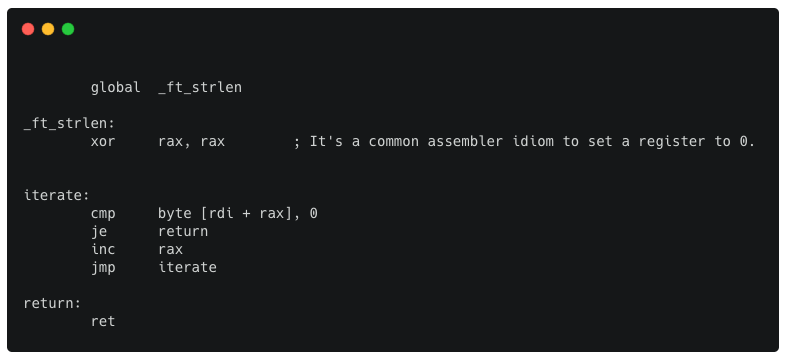 global _ft_strlen
_ft_strlen:
xor rax, rax ; It's a common assembler idiom to set a register to 0.
iterate:
cmp byte [rdi + rax], 0
je return
inc rax
jmp iterate
return:
ret